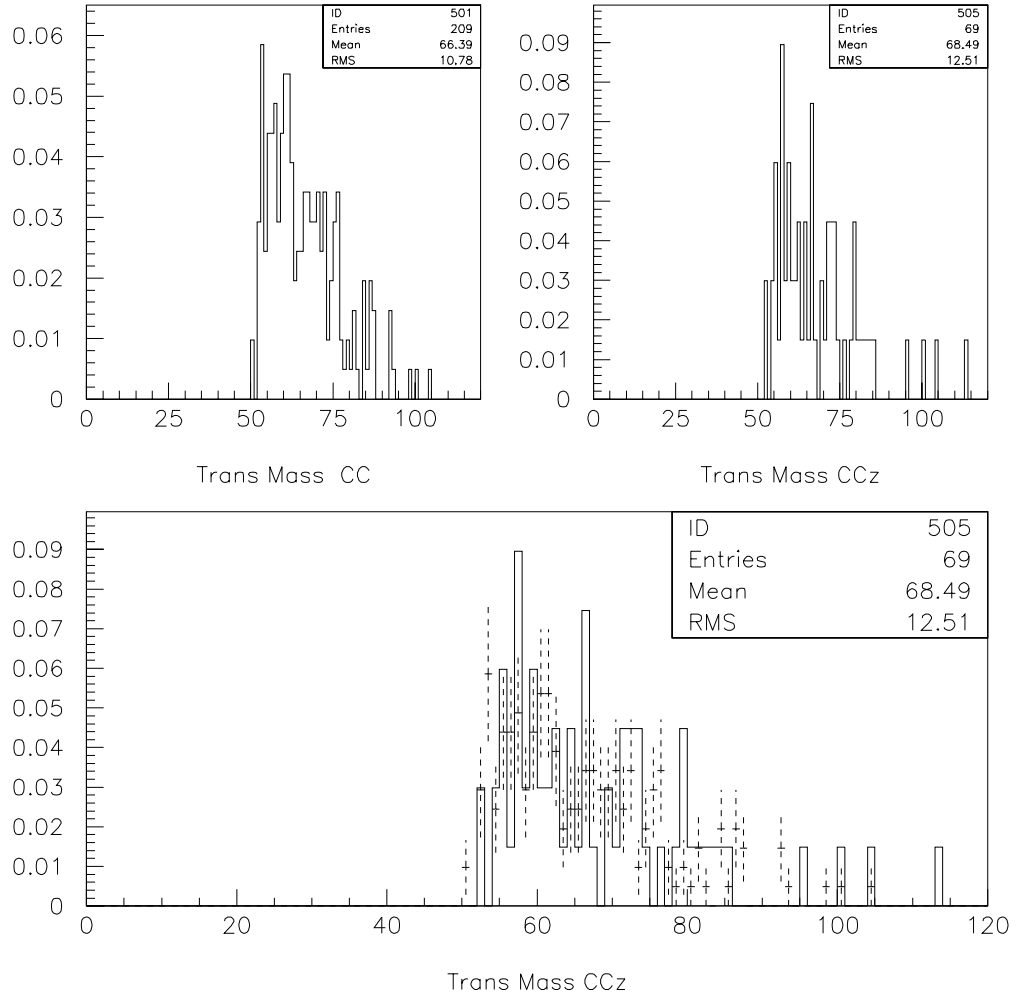 ID 501
Entries 209
Mean 66.39
RMS 10.78
0.06
0.05
0.04
0.03
0.02
0.01
0
0 25 50 75 100
Trans Mass CC
ID 505
Entries 69
Mean 68.49
RMS 12.51
0.09
0.08
0.07
0.06
0.05
0.04
0.03
0.02
0.01
0
0 25 50 75 100
Trans Mass CCz
ID 505
Entries 69
Mean 68.49
RMS 12.51
0.09
0.08
0.07
0.06
0.05
0.04
0.03
0.02
0.01
0
0 20 40 60 80 100 120
Trans Mass CCz